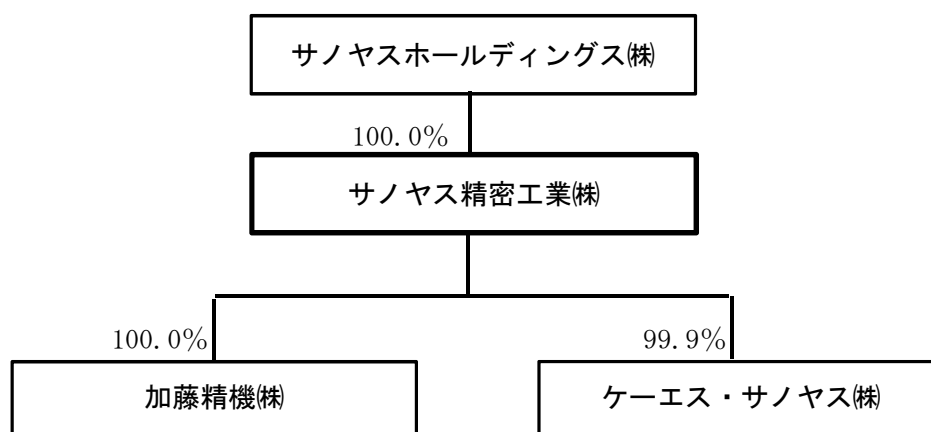 サノヤスホールディングス㈱
100.0%
サノヤス精密工業㈱
100.0%
99.9%
加藤精機㈱
ケーエス・サノヤス㈱